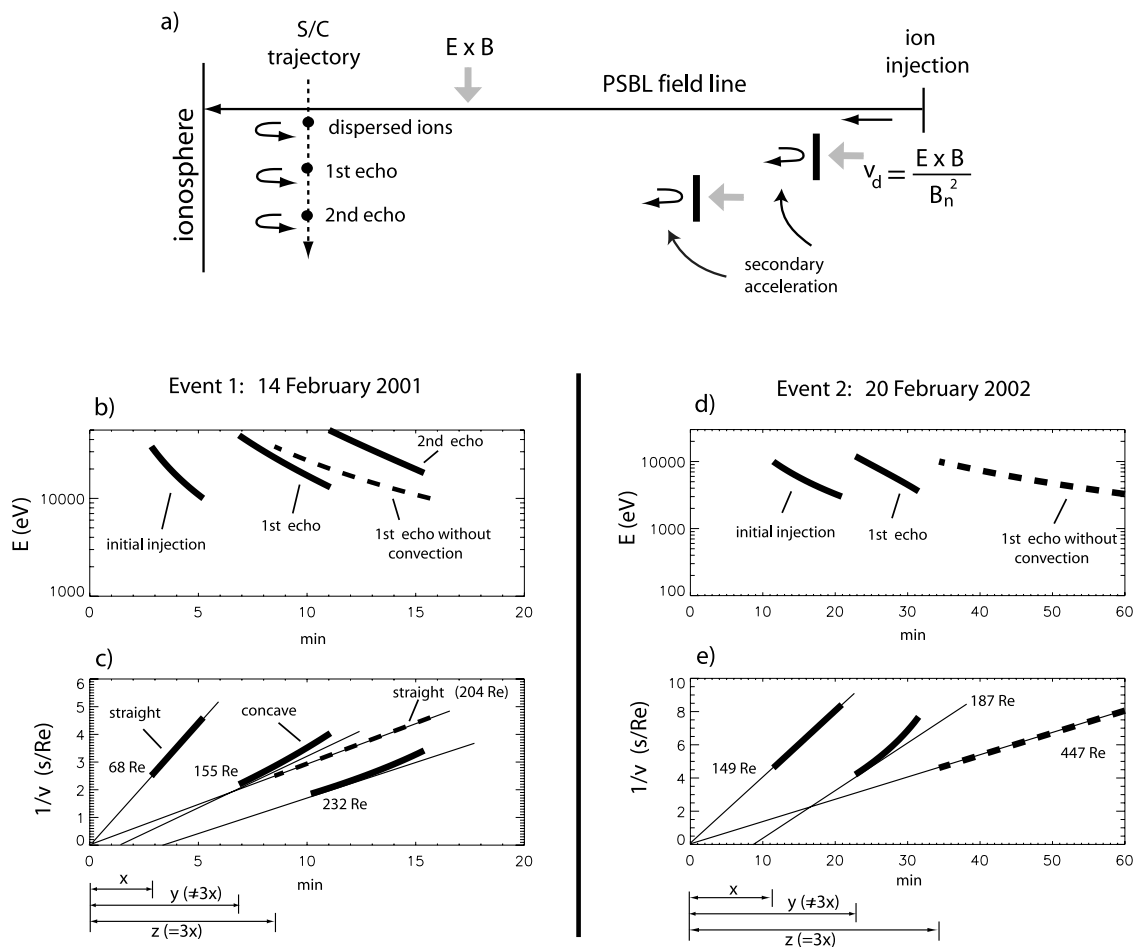 a)
S/C
trajectory
E x B
PSBL field line
ion
injection
ionosphere
dispersed ions
1st echo
2nd echo
v_d = E x B / B_n^2
secondary
acceleration
Event 1: 14 February 2001
b)
E (eV)
10000
1000
initial injection
1st echo
2nd echo
1st echo without
convection
0 5 10 15 20
min
c)
1/v (s/Re)
6
5
4
3
2
1
0
straight
68 Re
concave
155 Re
straight (204 Re)
232 Re
0 5 10 15 20
min
x
y (≠3x)
z (=3x)
Event 2: 20 February 2002
d)
E (eV)
10000
1000
100
initial injection
1st echo
1st echo without
convection
0 10 20 30 40 50 60
min
e)
1/v (s/Re)
8
6
4
2
0
149 Re
187 Re
447 Re
0 10 20 30 40 50 60
min
x
y (≠3x)
z (=3x)